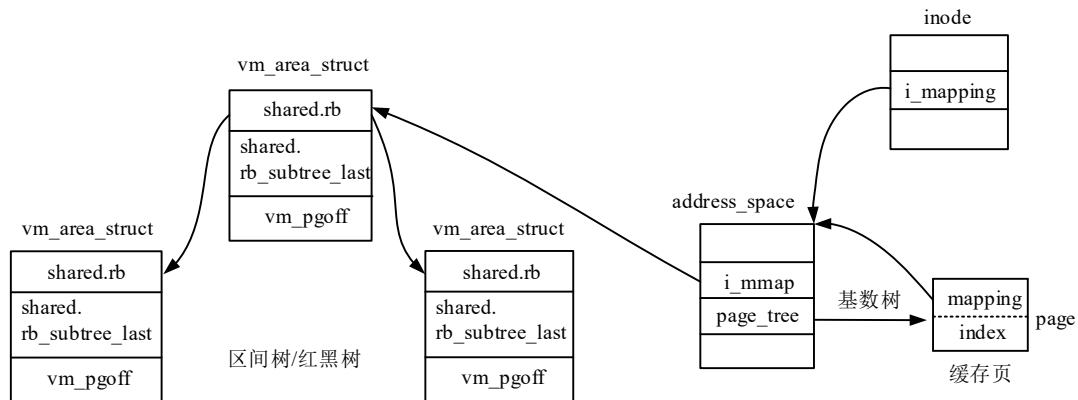 inode
i_mapping
vm_area_struct
shared.rb
shared.
rb_subtree_last
vm_pgoff
address_space
i_mmap
page_tree
基数树
mapping
index
page
缓存页
vm_area_struct
shared.rb
shared.
rb_subtree_last
vm_pgoff
区间树/红黑树
vm_area_struct
shared.rb
shared.
rb_subtree_last
vm_pgoff